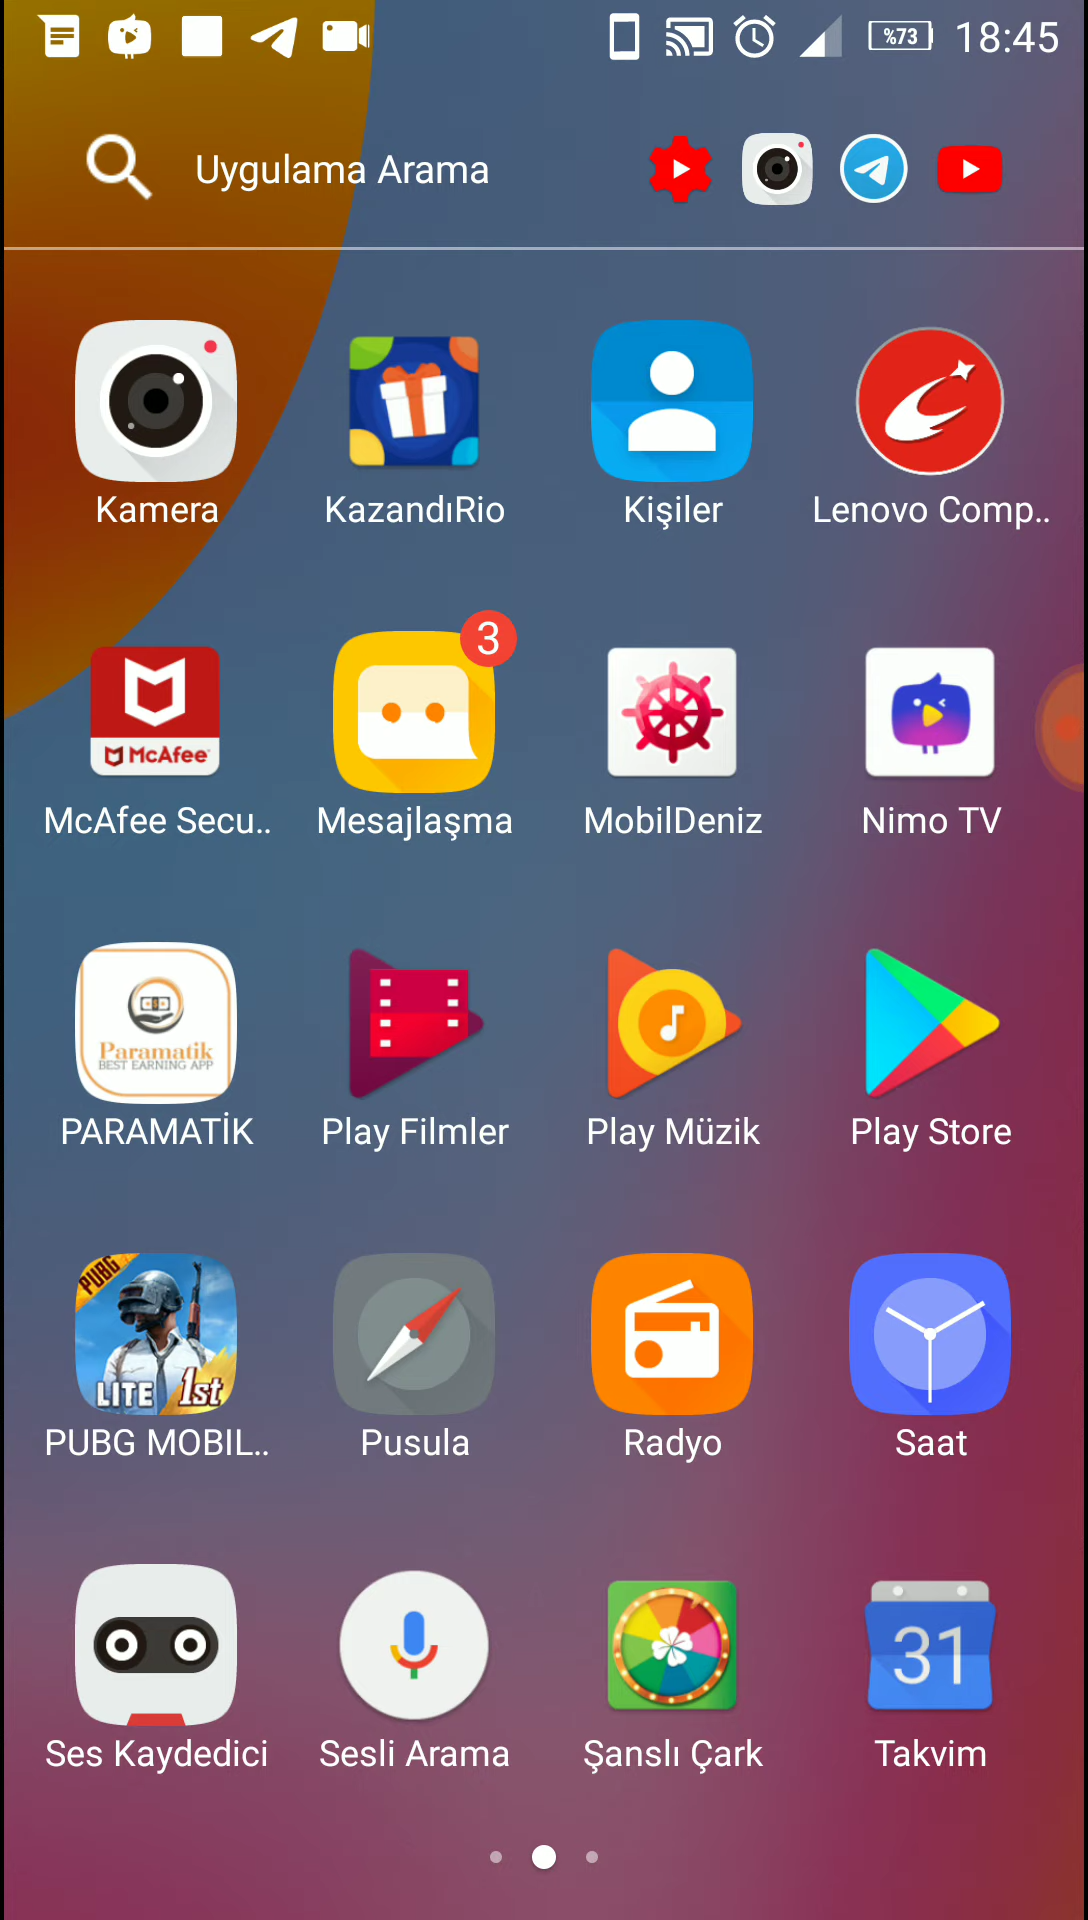 %73 18:45
Uygulama Arama
Kamera KazandıRio Kişiler Lenovo Comp..
3
McAfee
McAfee Secu.. Mesajlaşma MobilDeniz Nimo TV
Paramatik
BEST EARNING APP
PARAMATİK Play Filmler Play Müzik Play Store
PUBG
LITE 1st
PUBG MOBIL.. Pusula Radyo Saat
31
Ses Kaydedici Sesli Arama Şanslı Çark Takvim